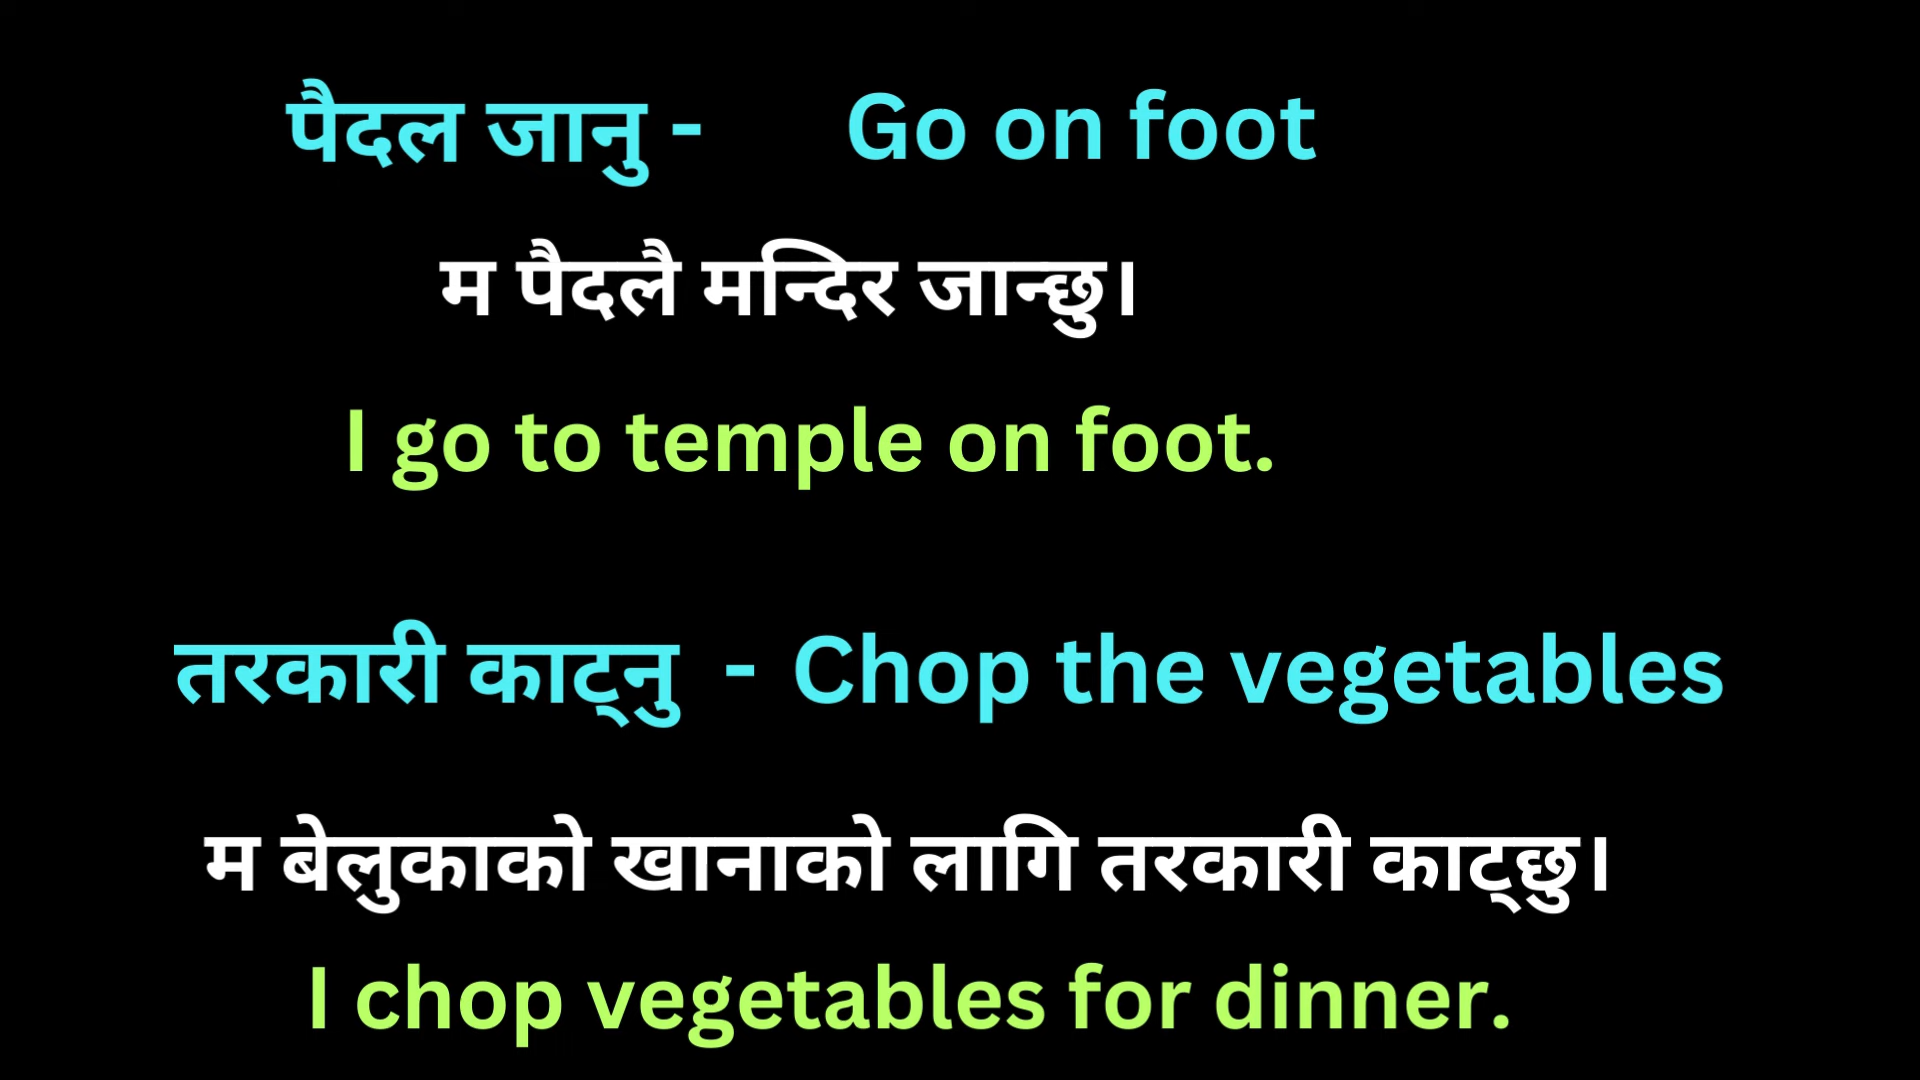 पैदल जानु - Go on foot
म पैदलै मन्दिर जान्छु।
I go to temple on foot.
तरकारी काट्नु - Chop the vegetables
म बेलुकाको खानाको लागि तरकारी काट्छु।
I chop vegetables for dinner.